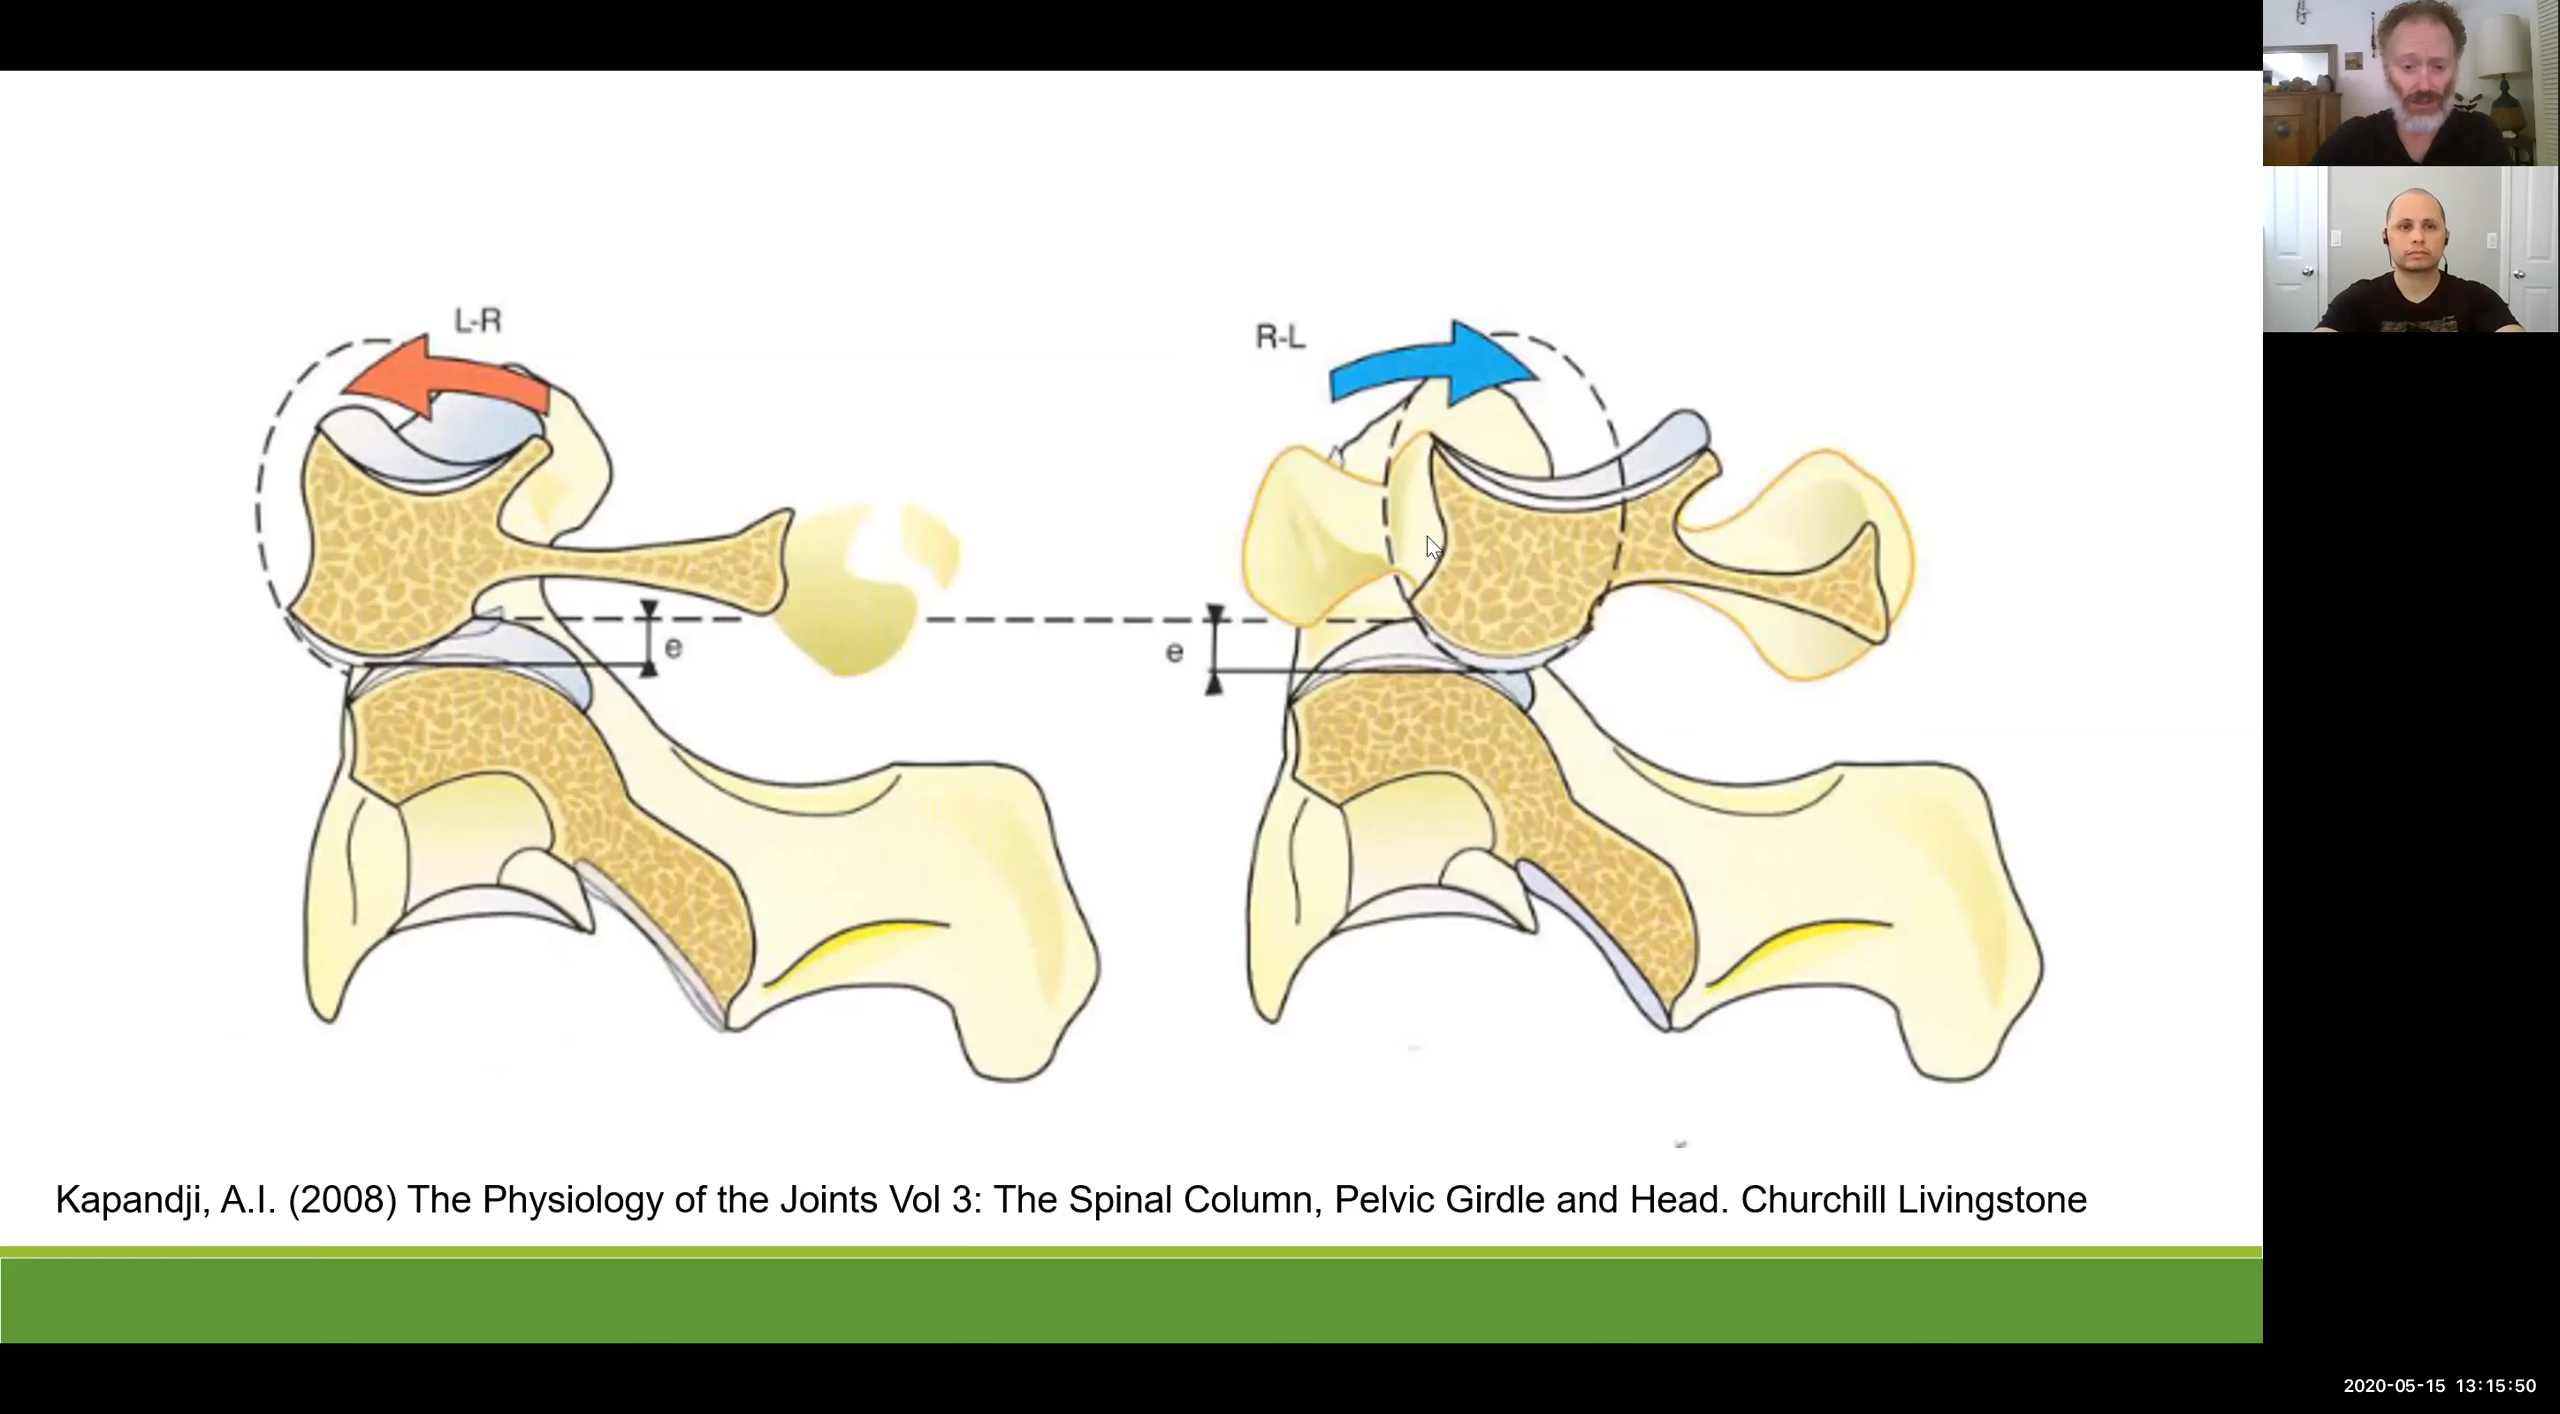 L-R
R-L
e
e
Kapandji, A.I. (2008) The Physiology of the Joints Vol 3: The Spinal Column, Pelvic Girdle and Head. Churchill Livingstone
2020-05-15 13:15:50